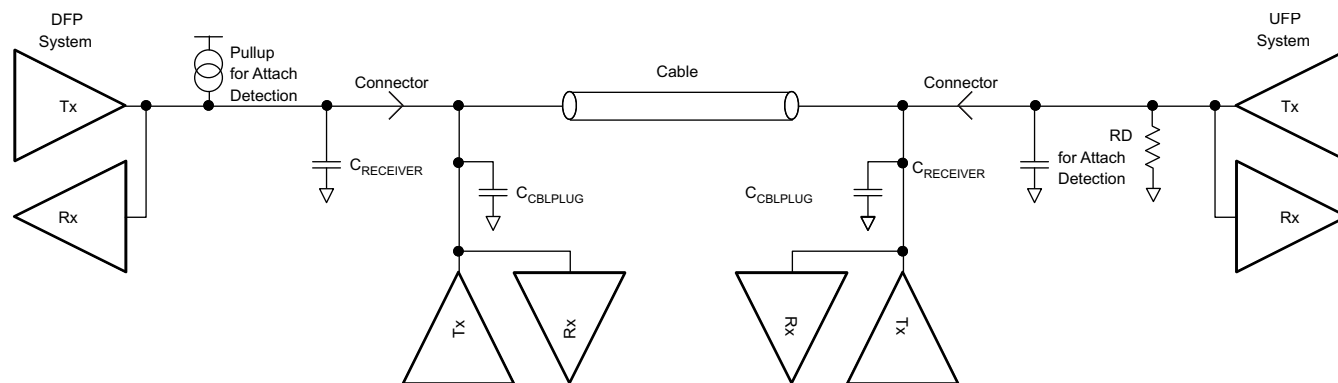 DFP
System
Tx
Rx
Pullup
for Attach
Detection
Connector
CRECEIVER
CCBLPLUG
Tx
Rx
Cable
Connector
CCBLPLUG
CRECEIVER
Rx
Tx
RD
for Attach
Detection
UFP
System
Tx
Rx